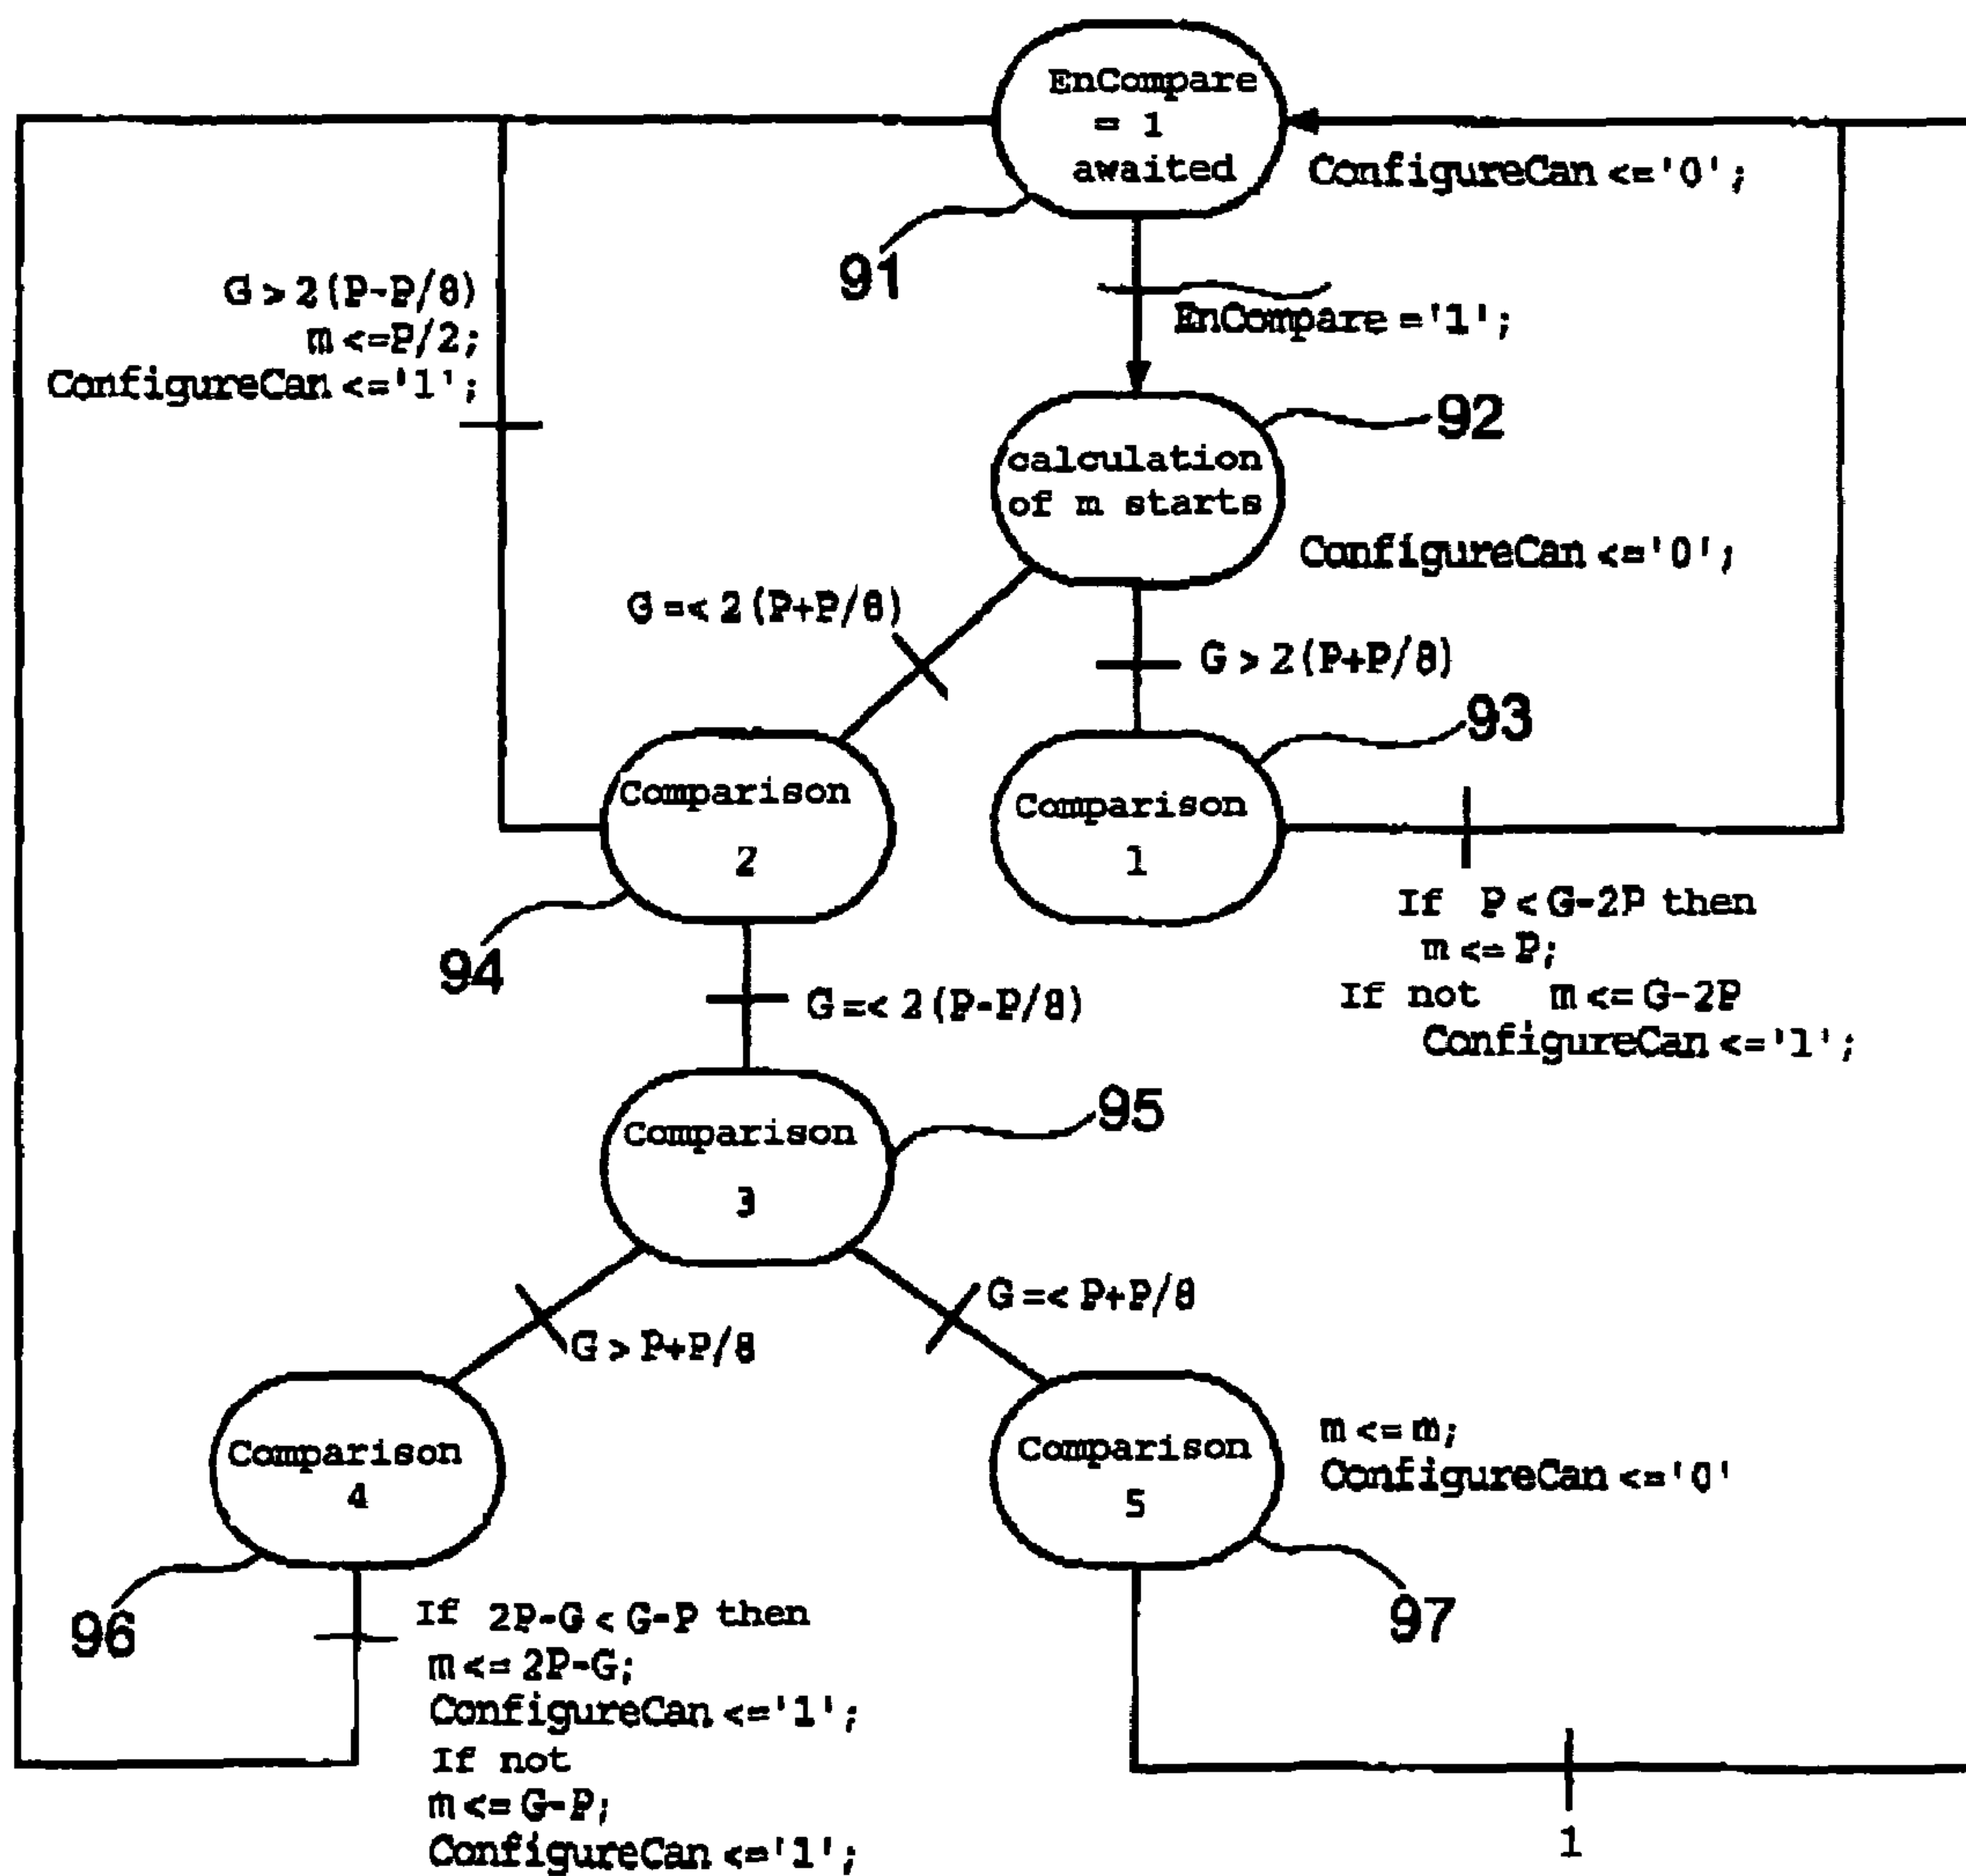 EnCompare
= 1
awaited
ConfigureCan <='0';
91
EnCompare ='1';
G > 2(P-P/8)
m <=P/2;
ConfigureCan <='1';
92
calculation
of m starts
ConfigureCan <='0';
G =< 2(P+P/8)
G > 2(P+P/8)
93
Comparison
2
Comparison
1
94
If P < G-2P then
m <= P;
If not m <= G-2P
ConfigureCan <='1';
G =< 2(P-P/8)
95
Comparison
3
G =< P+P/8
G > P+P/8
Comparison
4
Comparison
5
m <= m;
ConfigureCan <='0'
96
97
If 2P-G < G-P then
m <= 2P-G;
ConfigureCan <='1';
If not
m <= G-P;
ConfigureCan <='1';
1